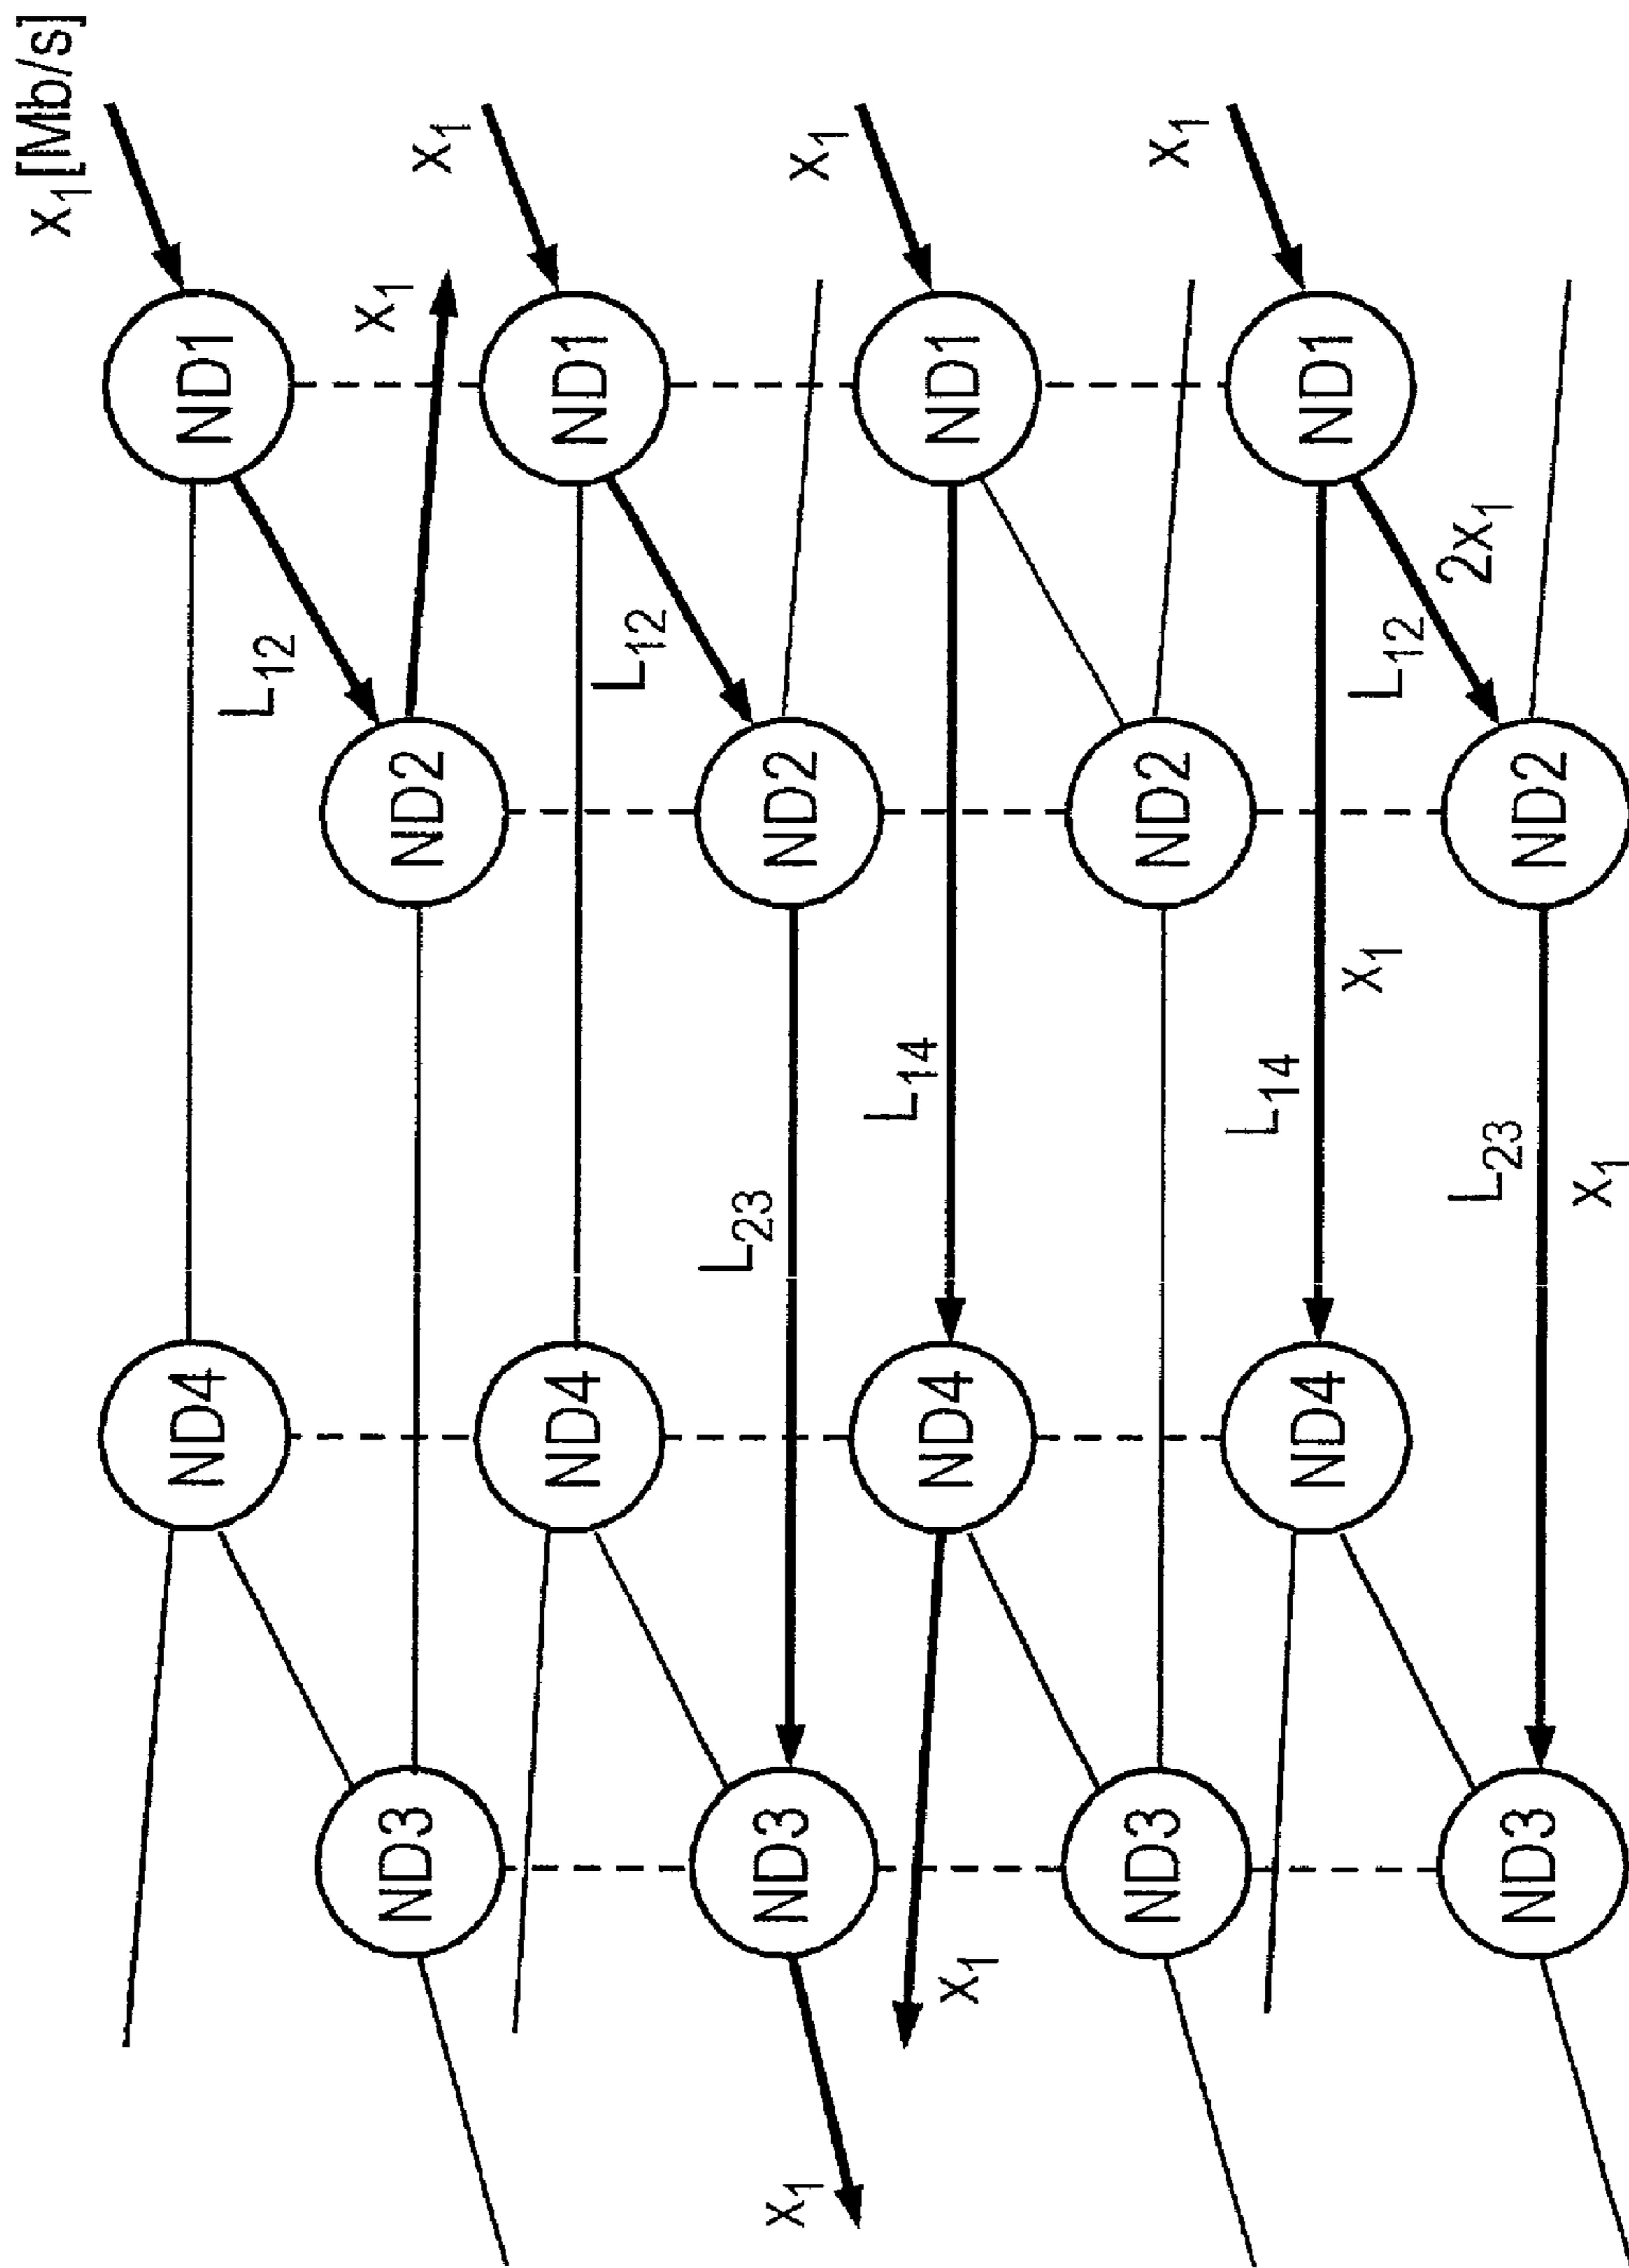 x₁[Mb/s]
ND1
x₁
L₁₂
ND2
ND4
ND3
x₁
ND1
L₁₂
ND2
L₂₃
ND4
ND3
x₁
x₁
ND1
ND2
L₁₄
ND4
ND3
x₁
x₁
ND1
2x₁
L₁₂
ND2
x₁
L₁₄
ND4
L₂₃
x₁
ND3